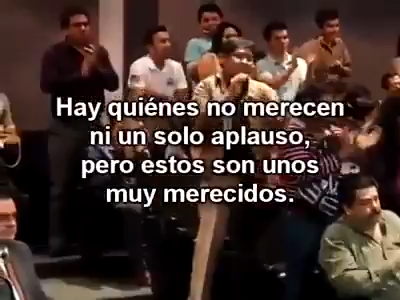 Hay quiénes no merecen
ni un solo aplauso,
pero estos son unos
muy merecidos.